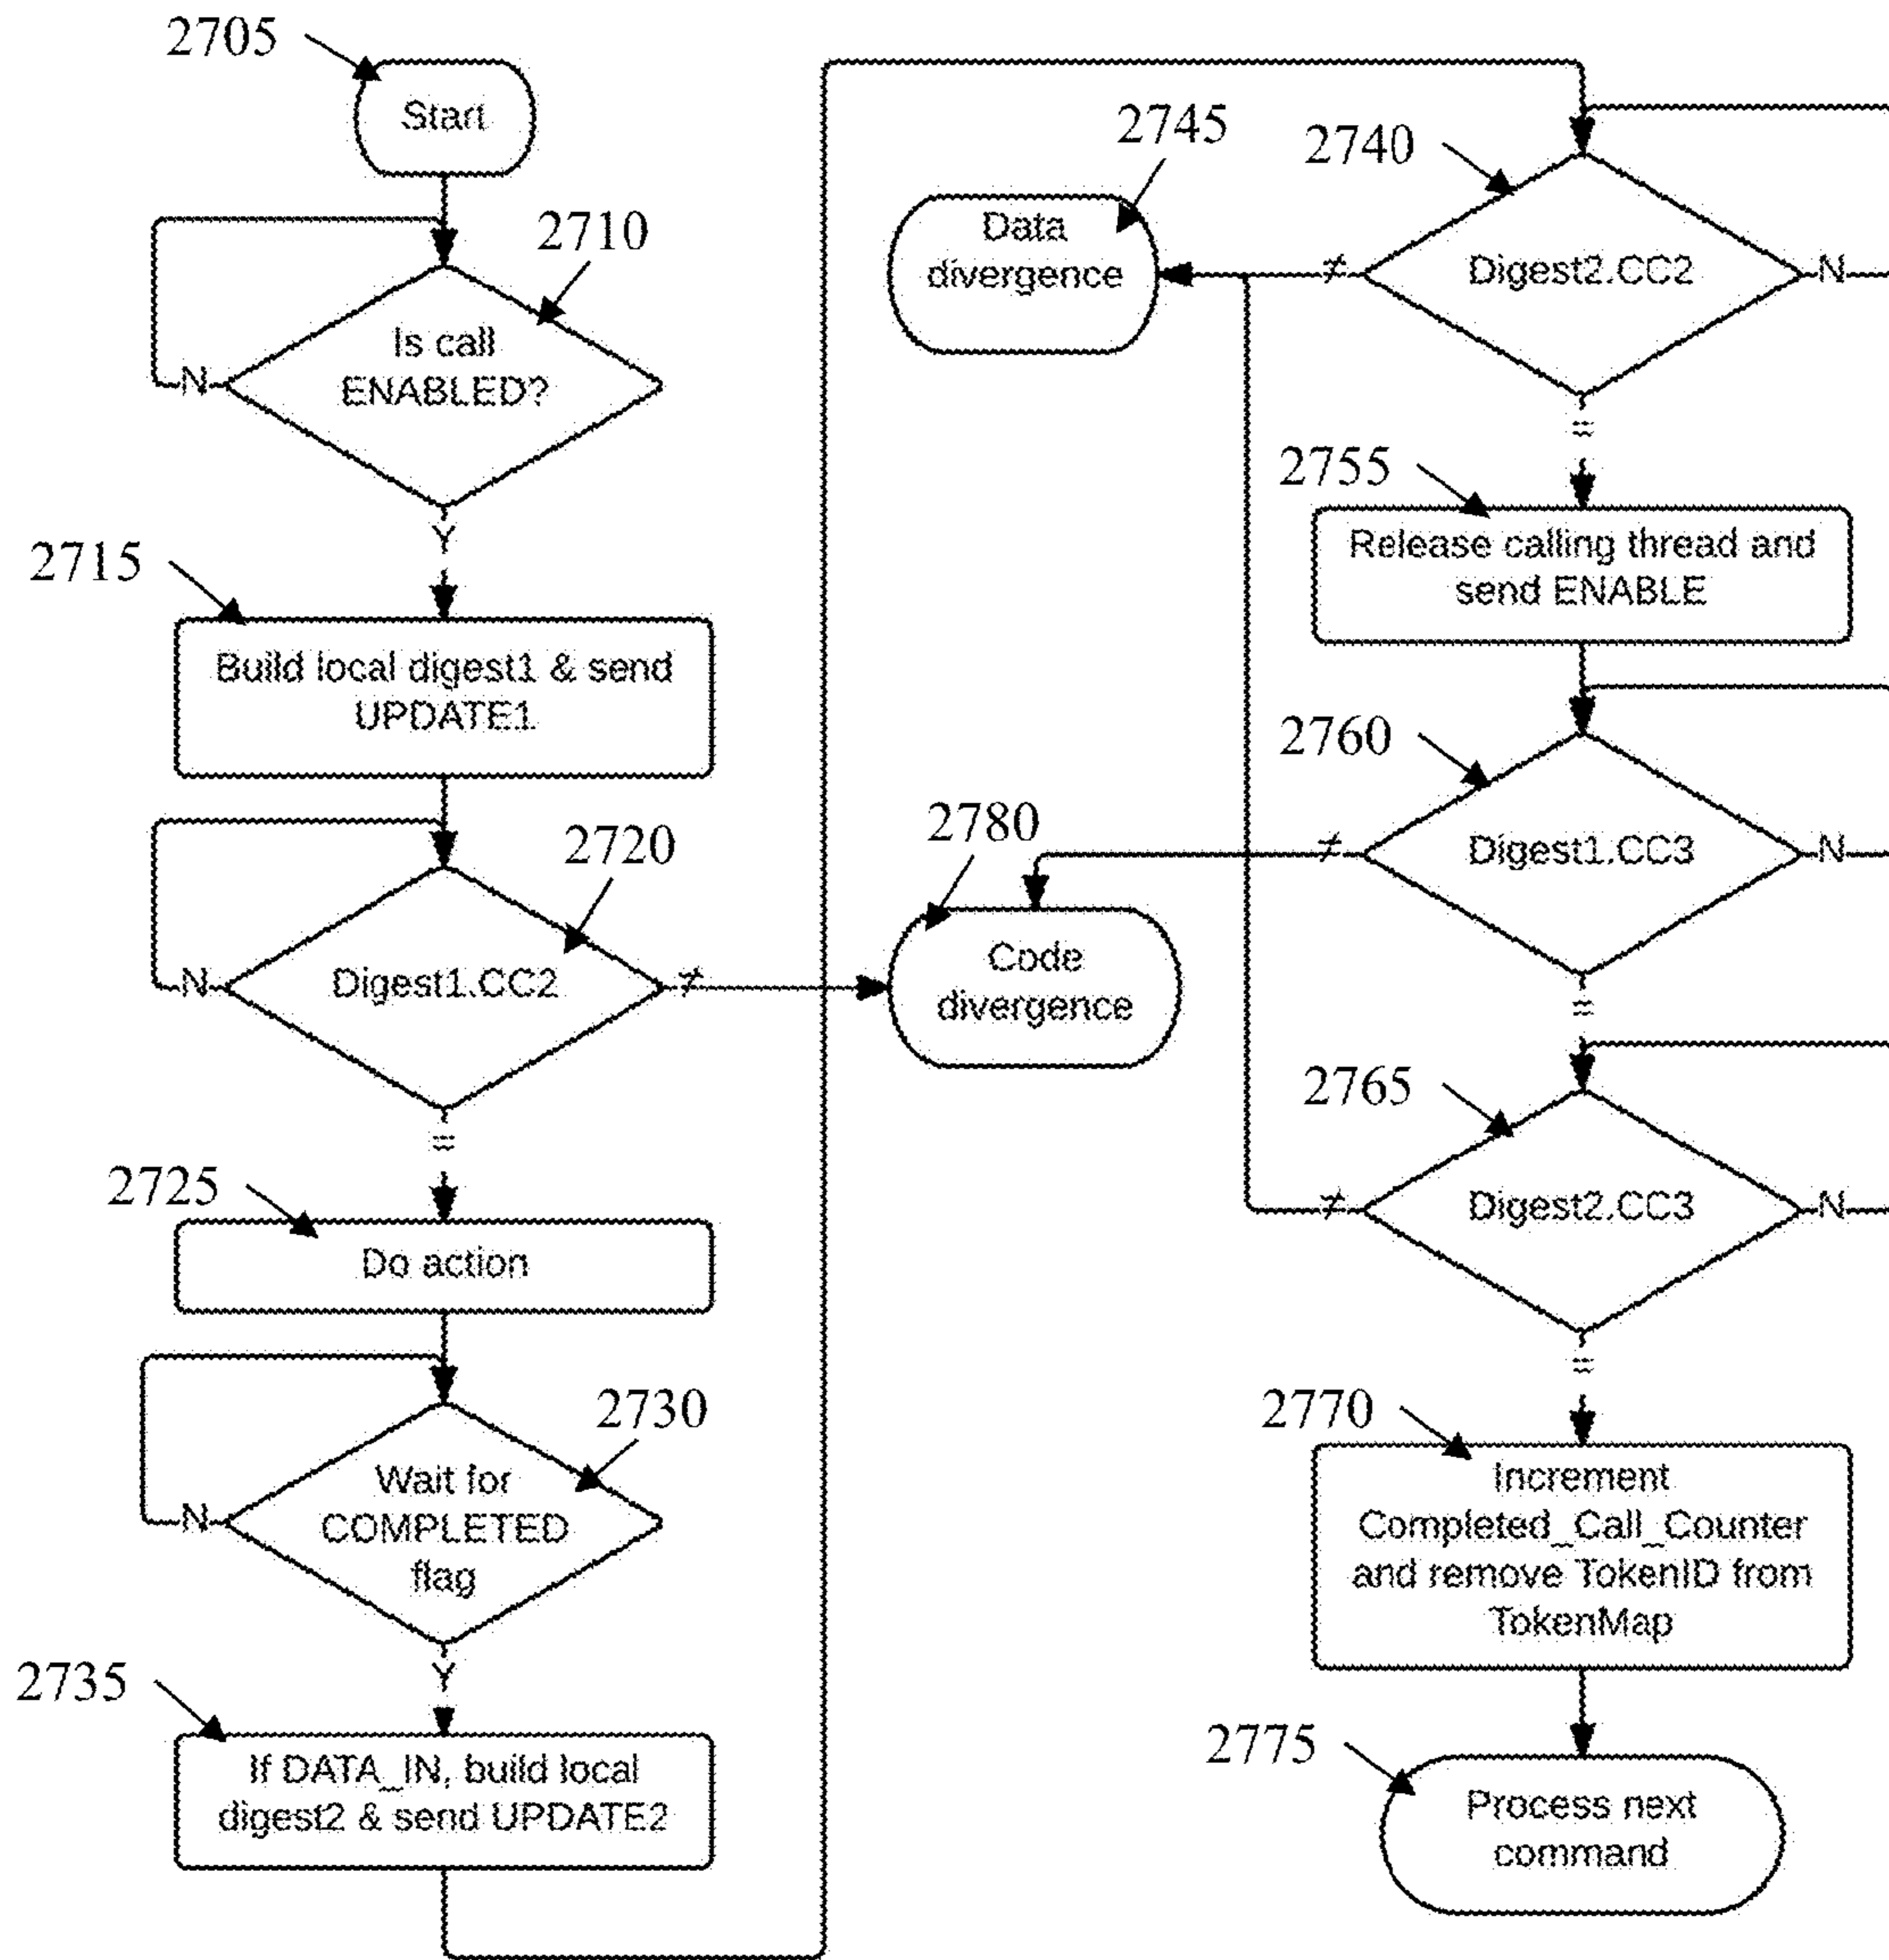 2705
Start
2710
Is call
ENABLED?
N
Y
2715
Build local digest1 & send
UPDATE1
2720
Digest1.CC2
N
≠
=
2725
Do action
2730
Wait for
COMPLETED
flag
N
Y
2735
If DATA_IN, build local
digest2 & send UPDATE2
2745
Data
divergence
2740
Digest2.CC2
≠
N
=
2755
Release calling thread and
send ENABLE
2760
Digest1.CC3
≠
N
=
2780
Code
divergence
2765
Digest2.CC3
≠
N
=
2770
Increment
Completed_Call_Counter
and remove TokenID from
TokenMap
2775
Process next
command